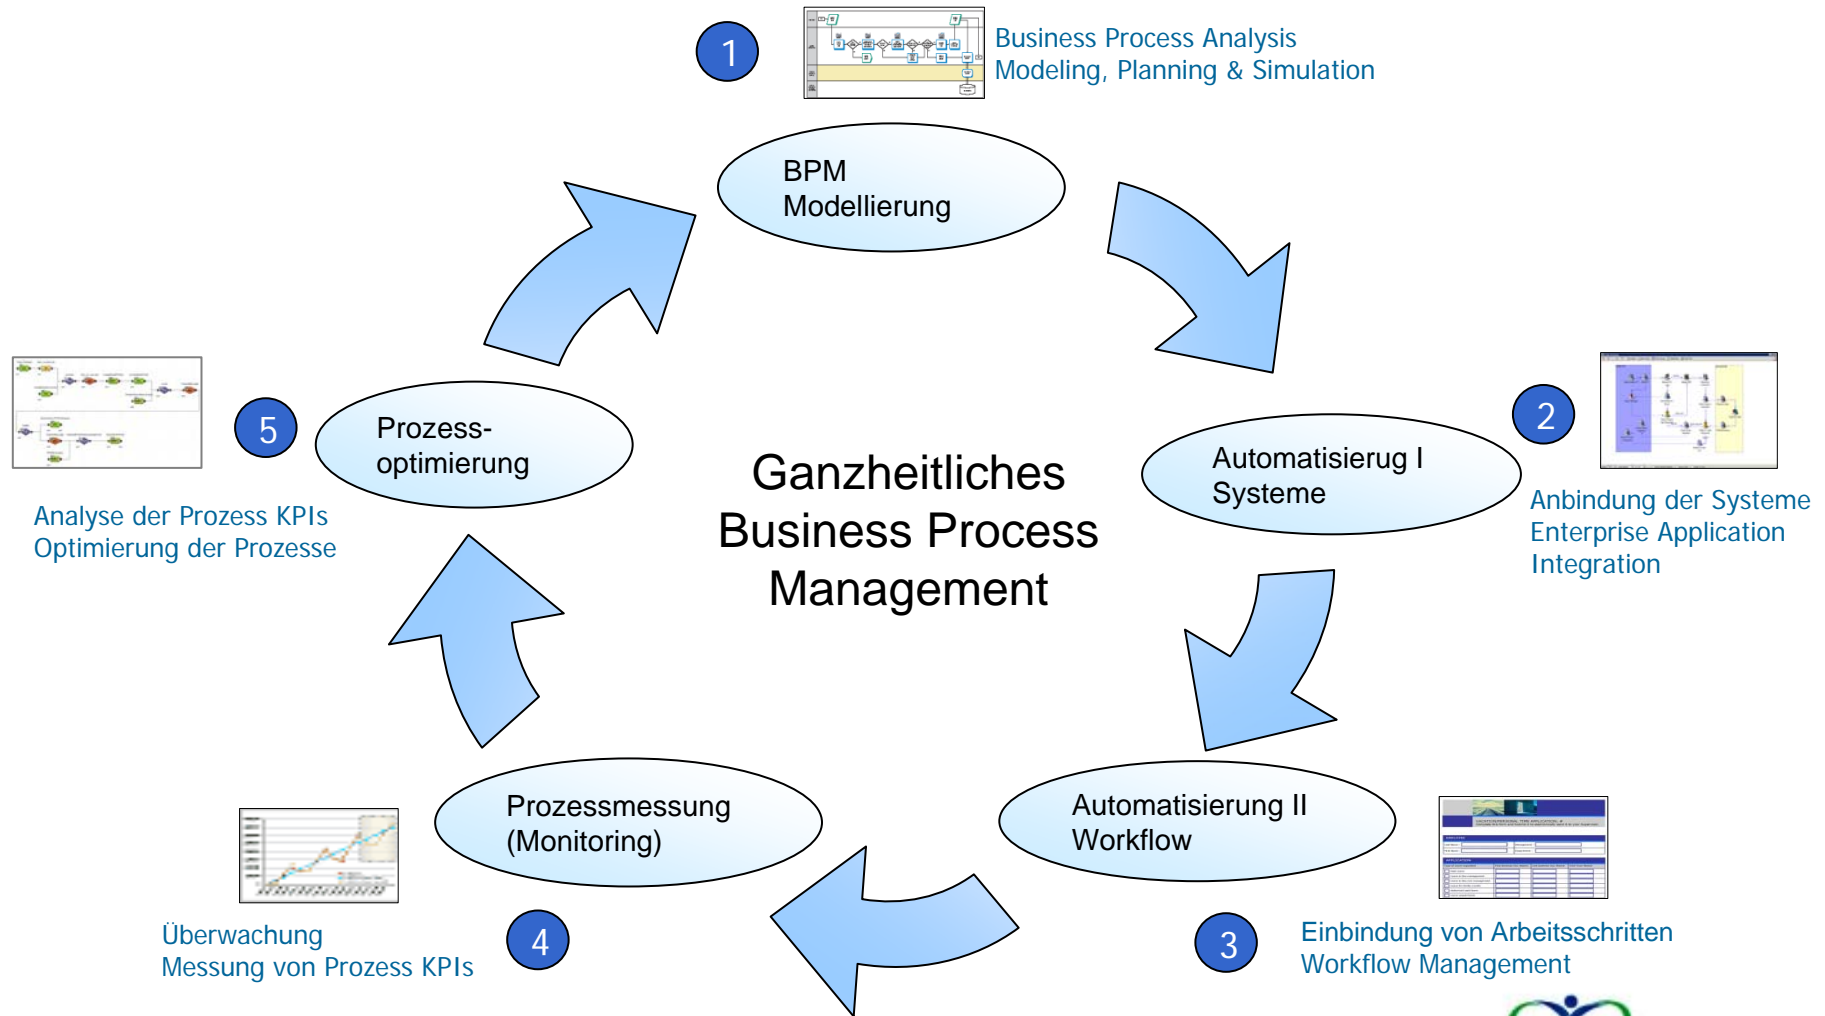 1
Business Process Analysis
Modeling, Planning & Simulation
BPM
Modellierung
2
Automatisierug I
Systeme
Anbindung der Systeme
Enterprise Application
Integration
Ganzheitliches
Business Process
Management
5
Prozess-
optimierung
Analyse der Prozess KPIs
Optimierung der Prozesse
Automatisierung II
Workflow
3
Einbindung von Arbeitsschritten
Workflow Management
Prozessmessung
(Monitoring)
4
Überwachung
Messung von Prozess KPIs